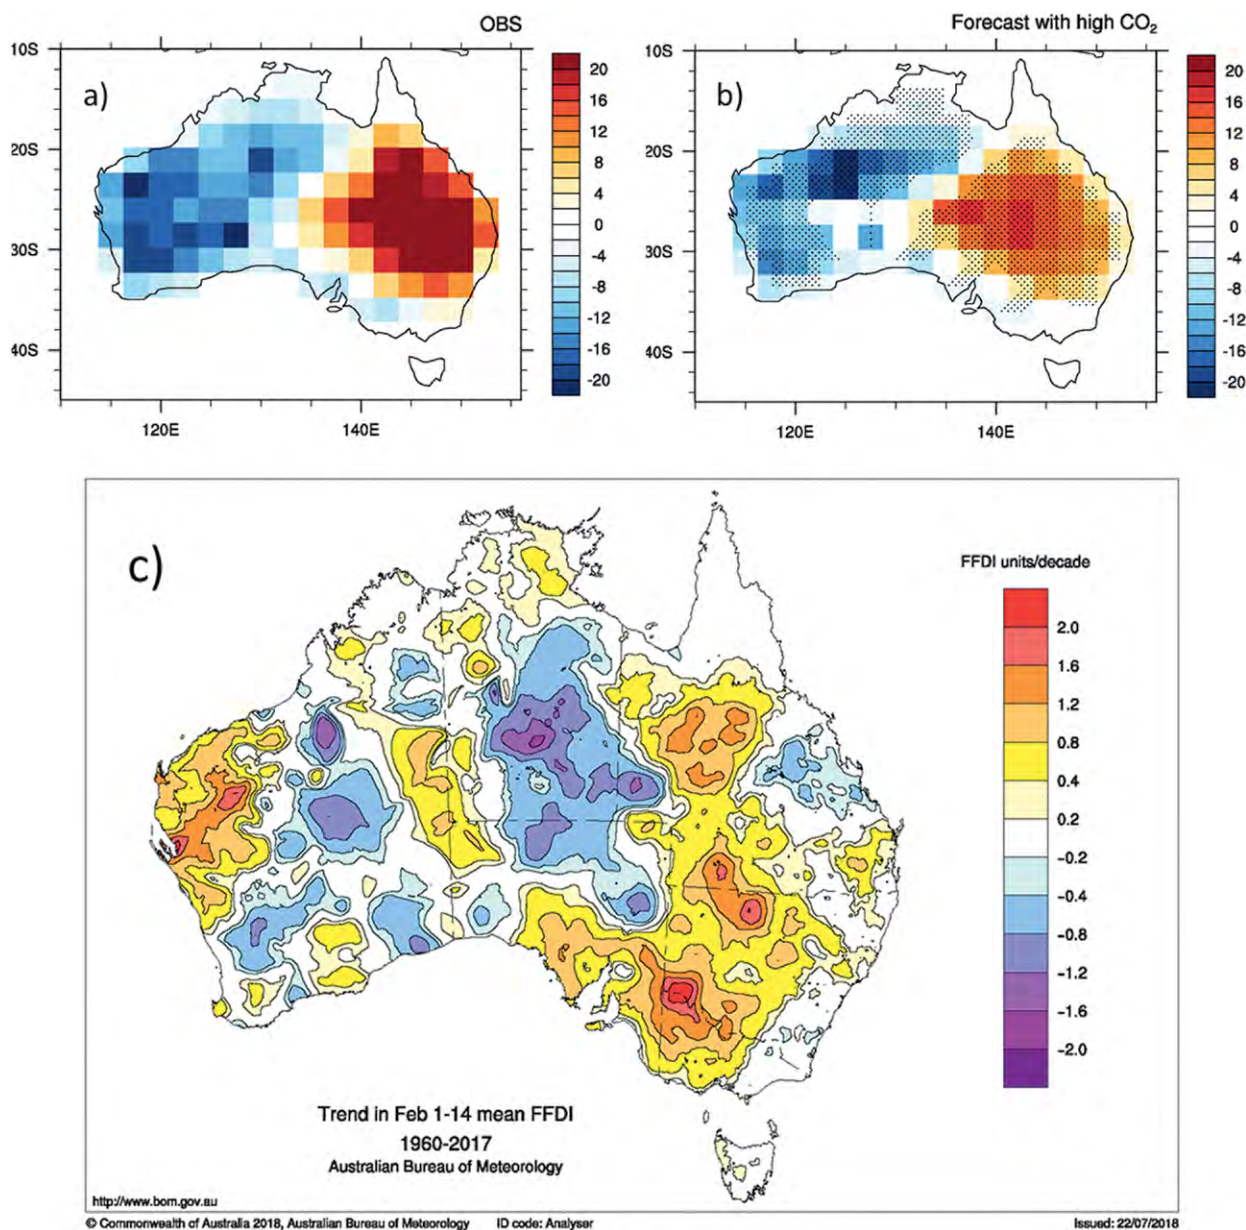 OBS
a)
10S
20S
30S
40S
120E
140E
20
16
12
8
4
0
-4
-8
-12
-16
-20
Forecast with high CO₂
b)
10S
20S
30S
40S
120E
140E
20
16
12
8
4
0
-4
-8
-12
-16
-20
c)
FFDI units/decade
2.0
1.6
1.2
0.8
0.4
0.2
-0.2
-0.4
-0.8
-1.2
-1.6
-2.0
Trend in Feb 1-14 mean FFDI
1960-2017
Australian Bureau of Meteorology
http://www.bom.gov.au
© Commonwealth of Australia 2018, Australian Bureau of Meteorology ID code: Analyser Issued: 22/07/2018